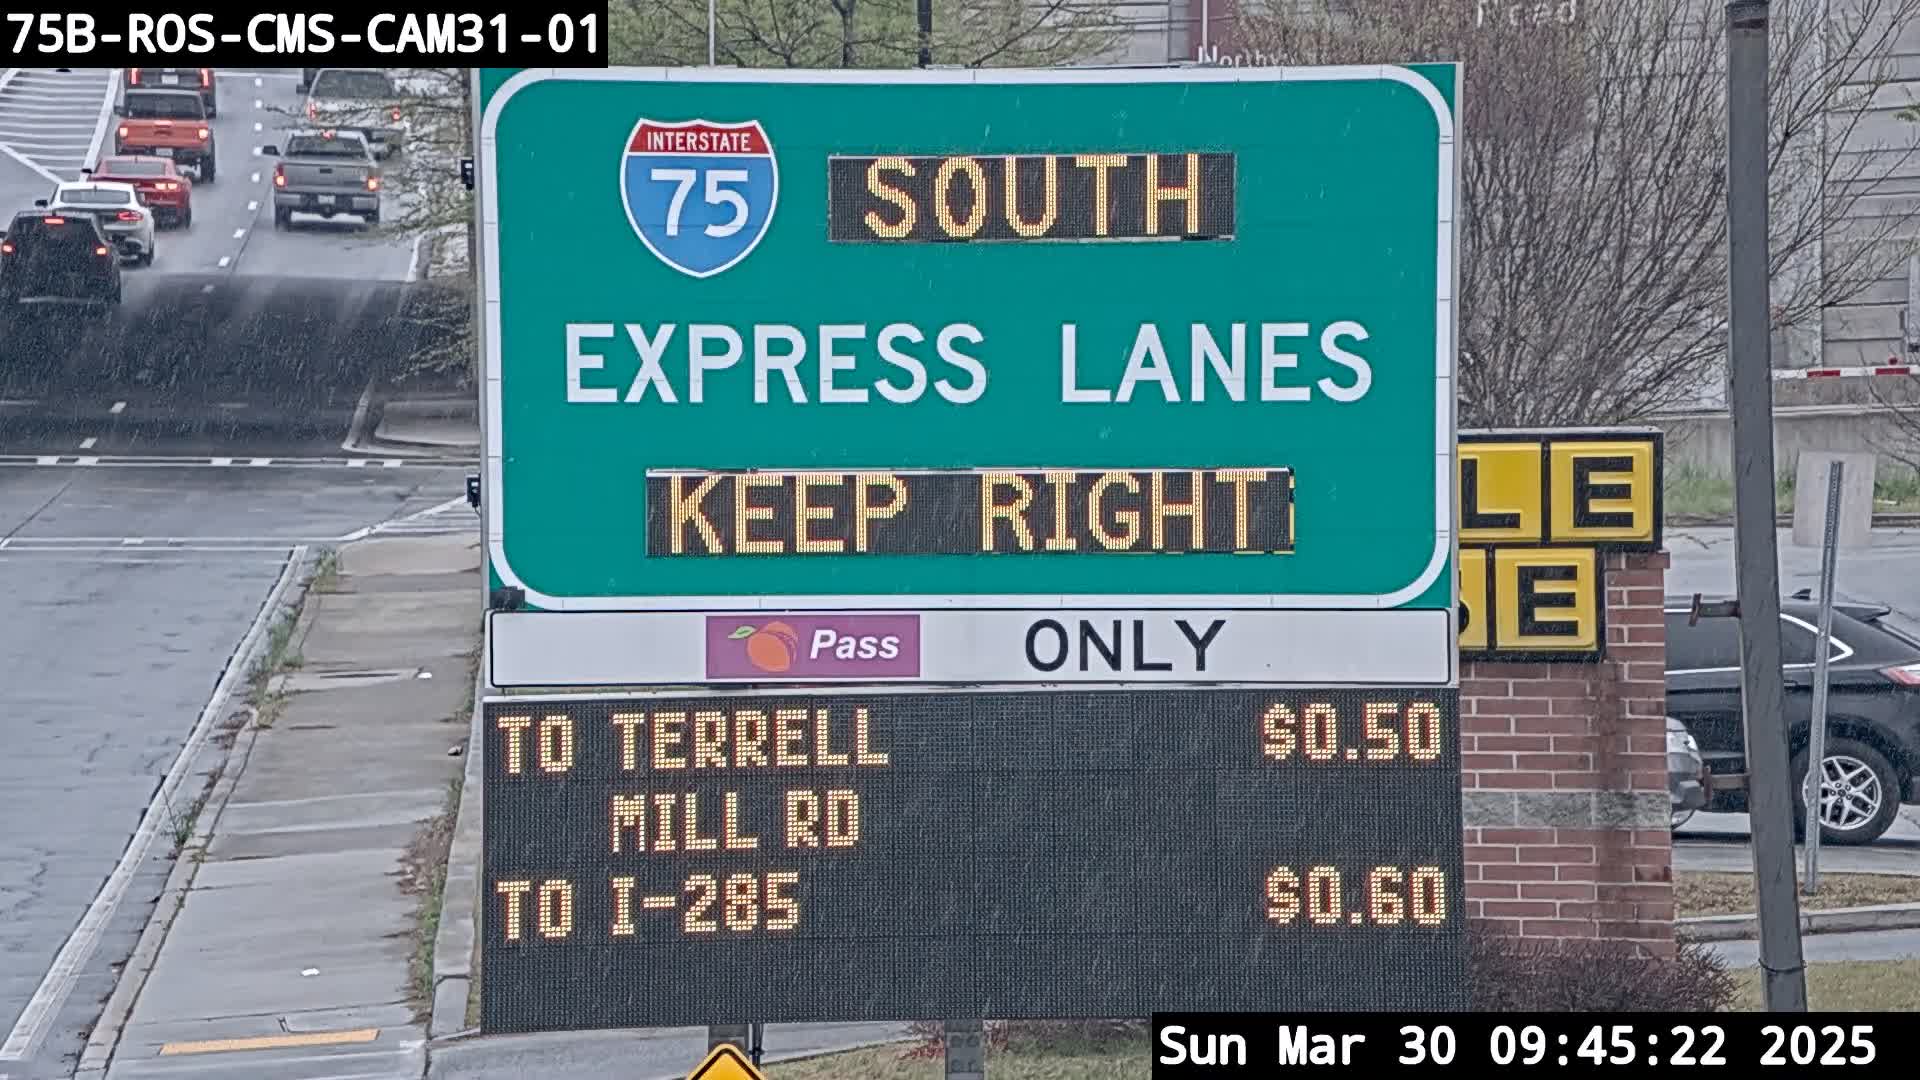 75B-ROS-CMS-CAM31-01
INTERSTATE
75
SOUTH
EXPRESS LANES
KEEP RIGHT
Pass ONLY
TO TERRELL $0.50
MILL RD
TO I-285 $0.60
LE
E
Sun Mar 30 09:45:22 2025